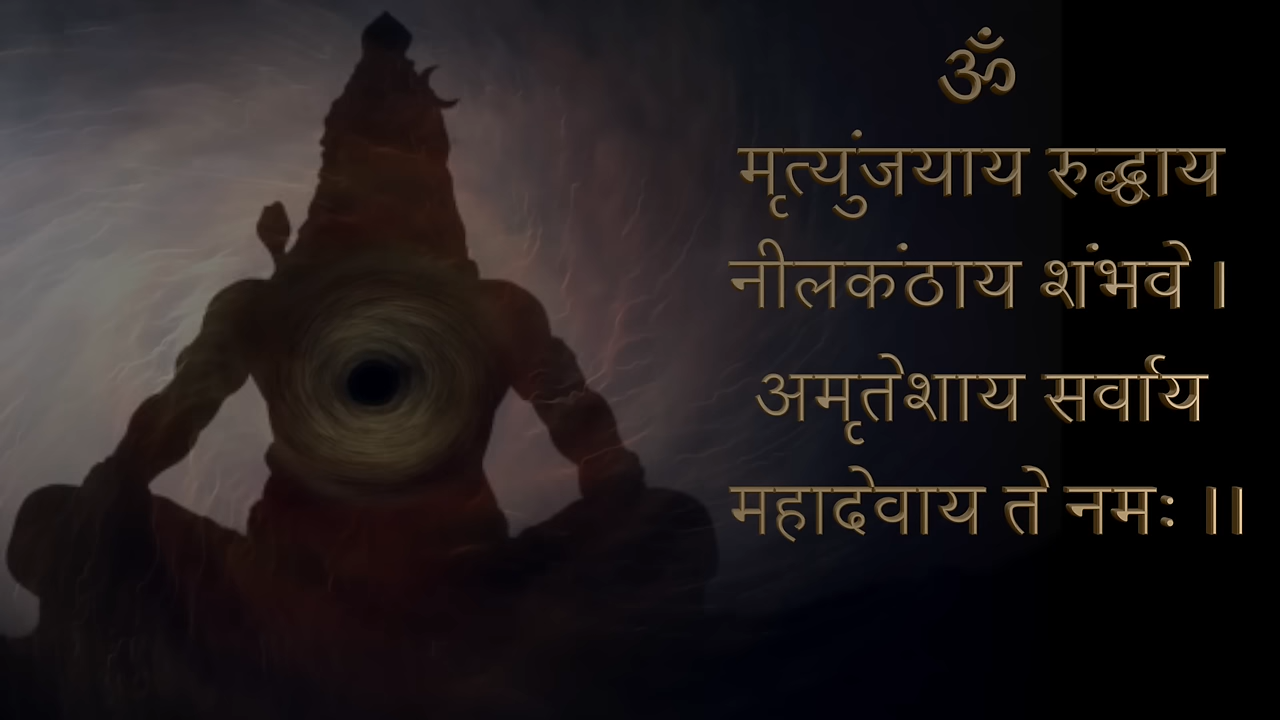 ॐ
मृत्युंजयाय रुद्धाय
नीलकंठाय शंभवे ।
अमृतेशाय सर्वाय
महादेवाय ते नमः ।।